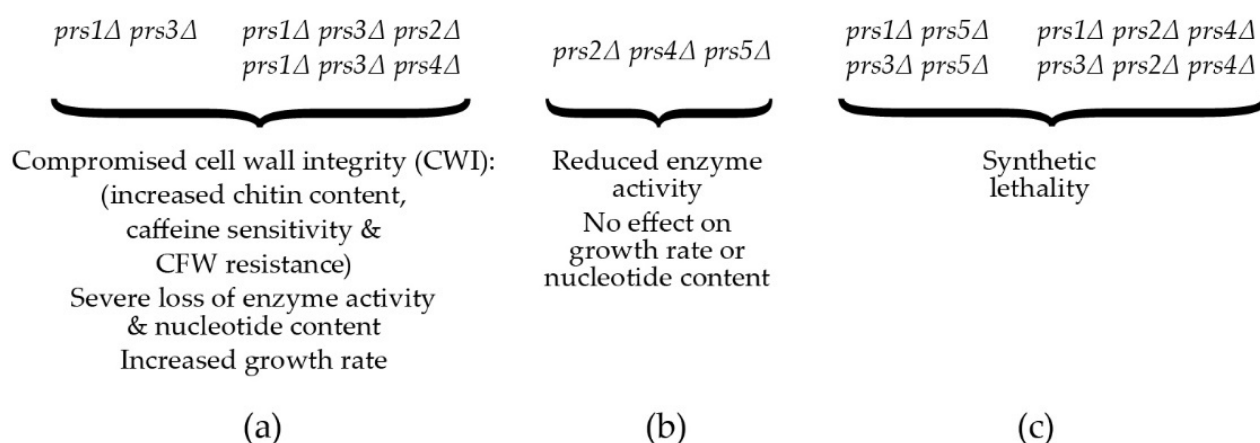 prs1Δ prs3Δ prs1Δ prs3Δ prs2Δ
prs1Δ prs3Δ prs4Δ
Compromised cell wall integrity (CWI):
(increased chitin content,
caffeine sensitivity &
CFW resistance)
Severe loss of enzyme activity
& nucleotide content
Increased growth rate
(a)
prs2Δ prs4Δ prs5Δ
Reduced enzyme
activity
No effect on
growth rate or
nucleotide content
(b)
prs1Δ prs5Δ prs1Δ prs2Δ prs4Δ
prs3Δ prs5Δ prs3Δ prs2Δ prs4Δ
Synthetic
lethality
(c)